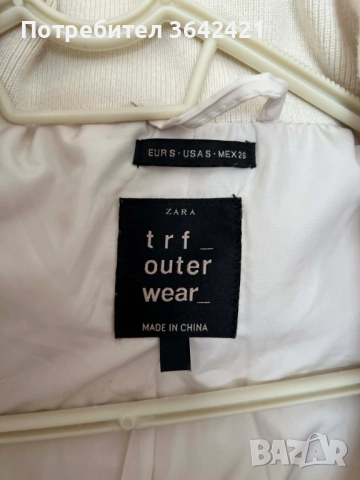 Потребител 3642421
EUR S · USA S · MEX 26
ZARA
trf_
outer
wear_
MADE IN CHINA
BAZAR